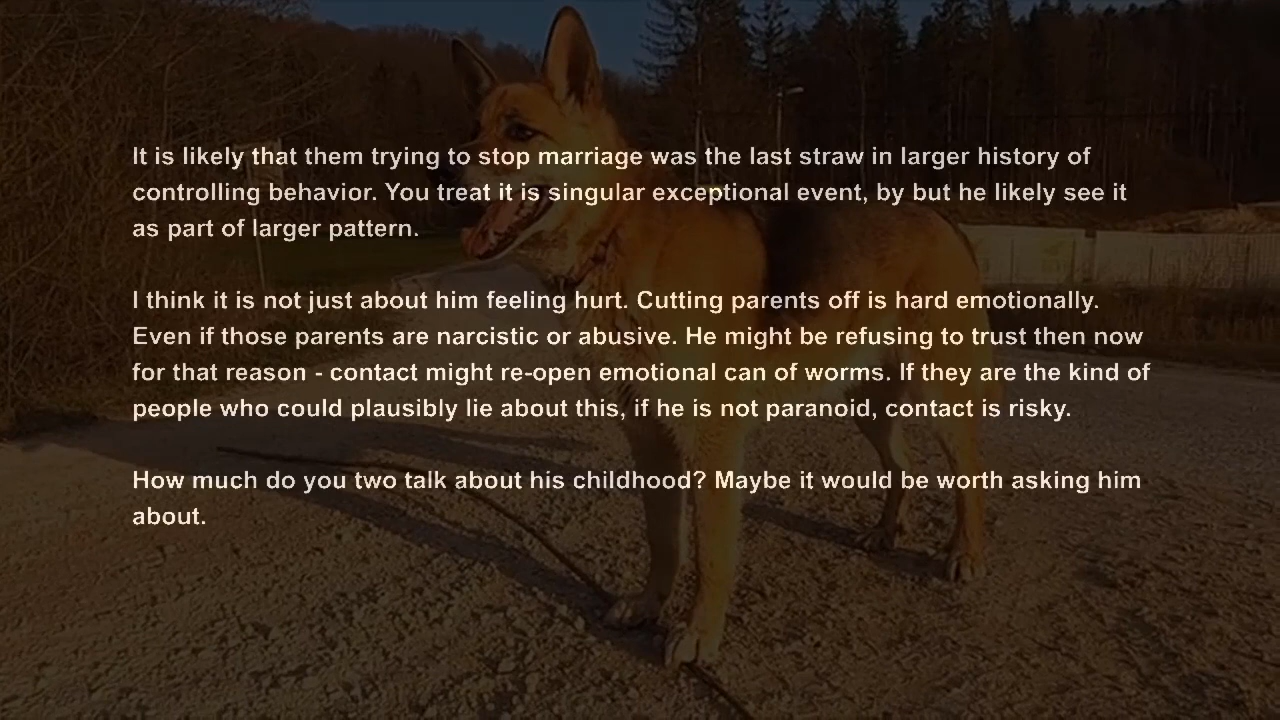 It is likely that them trying to stop marriage was the last straw in larger history of
controlling behavior. You treat it is singular exceptional event, by but he likely see it
as part of larger pattern.
I think it is not just about him feeling hurt. Cutting parents off is hard emotionally.
Even if those parents are narcistic or abusive. He might be refusing to trust then now
for that reason - contact might re-open emotional can of worms. If they are the kind of
people who could plausibly lie about this, if he is not paranoid, contact is risky.
How much do you two talk about his childhood? Maybe it would be worth asking him
about.